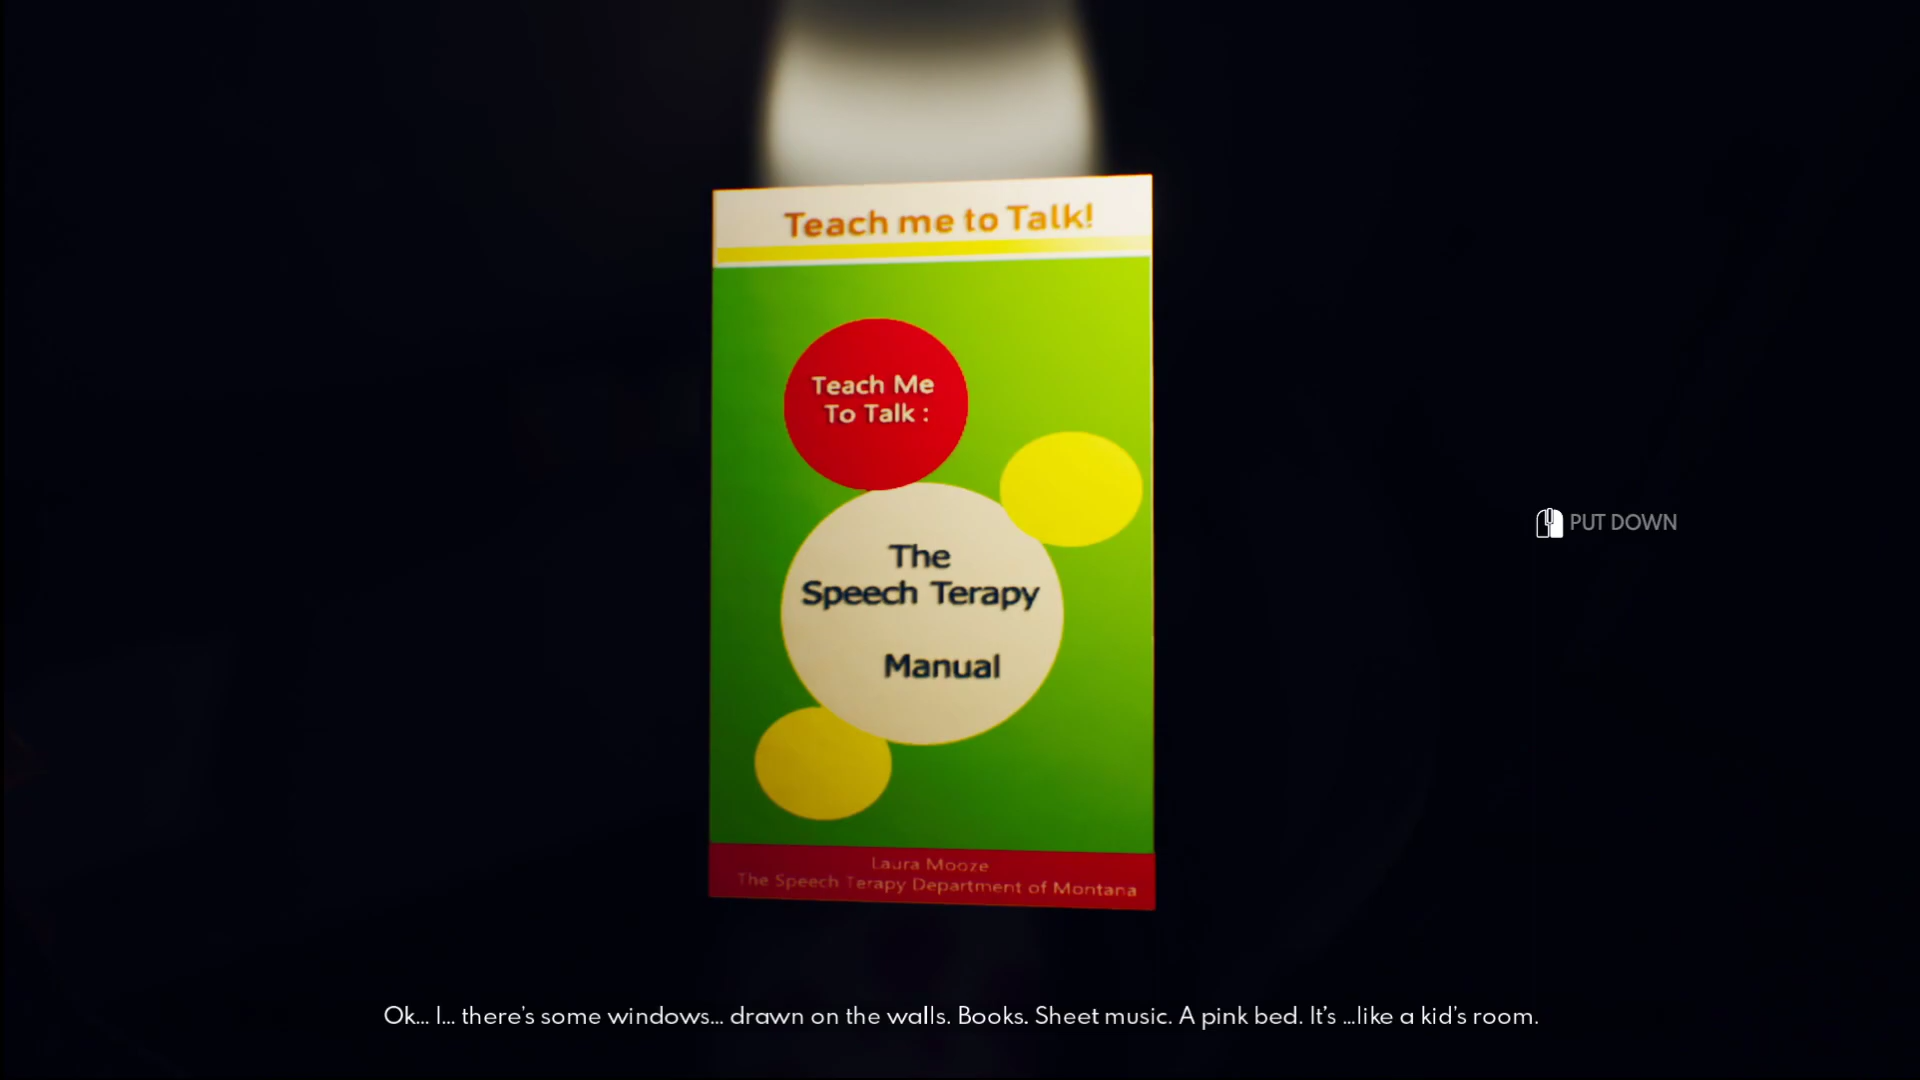 Teach me to Talk!
Teach Me
To Talk :
The
Speech Terapy
Manual
PUT DOWN
Laura Mooze
The Speech Terapy Department of Montana
Ok... I... there's some windows... drawn on the walls. Books. Sheet music. A pink bed. It's ...like a kid's room.